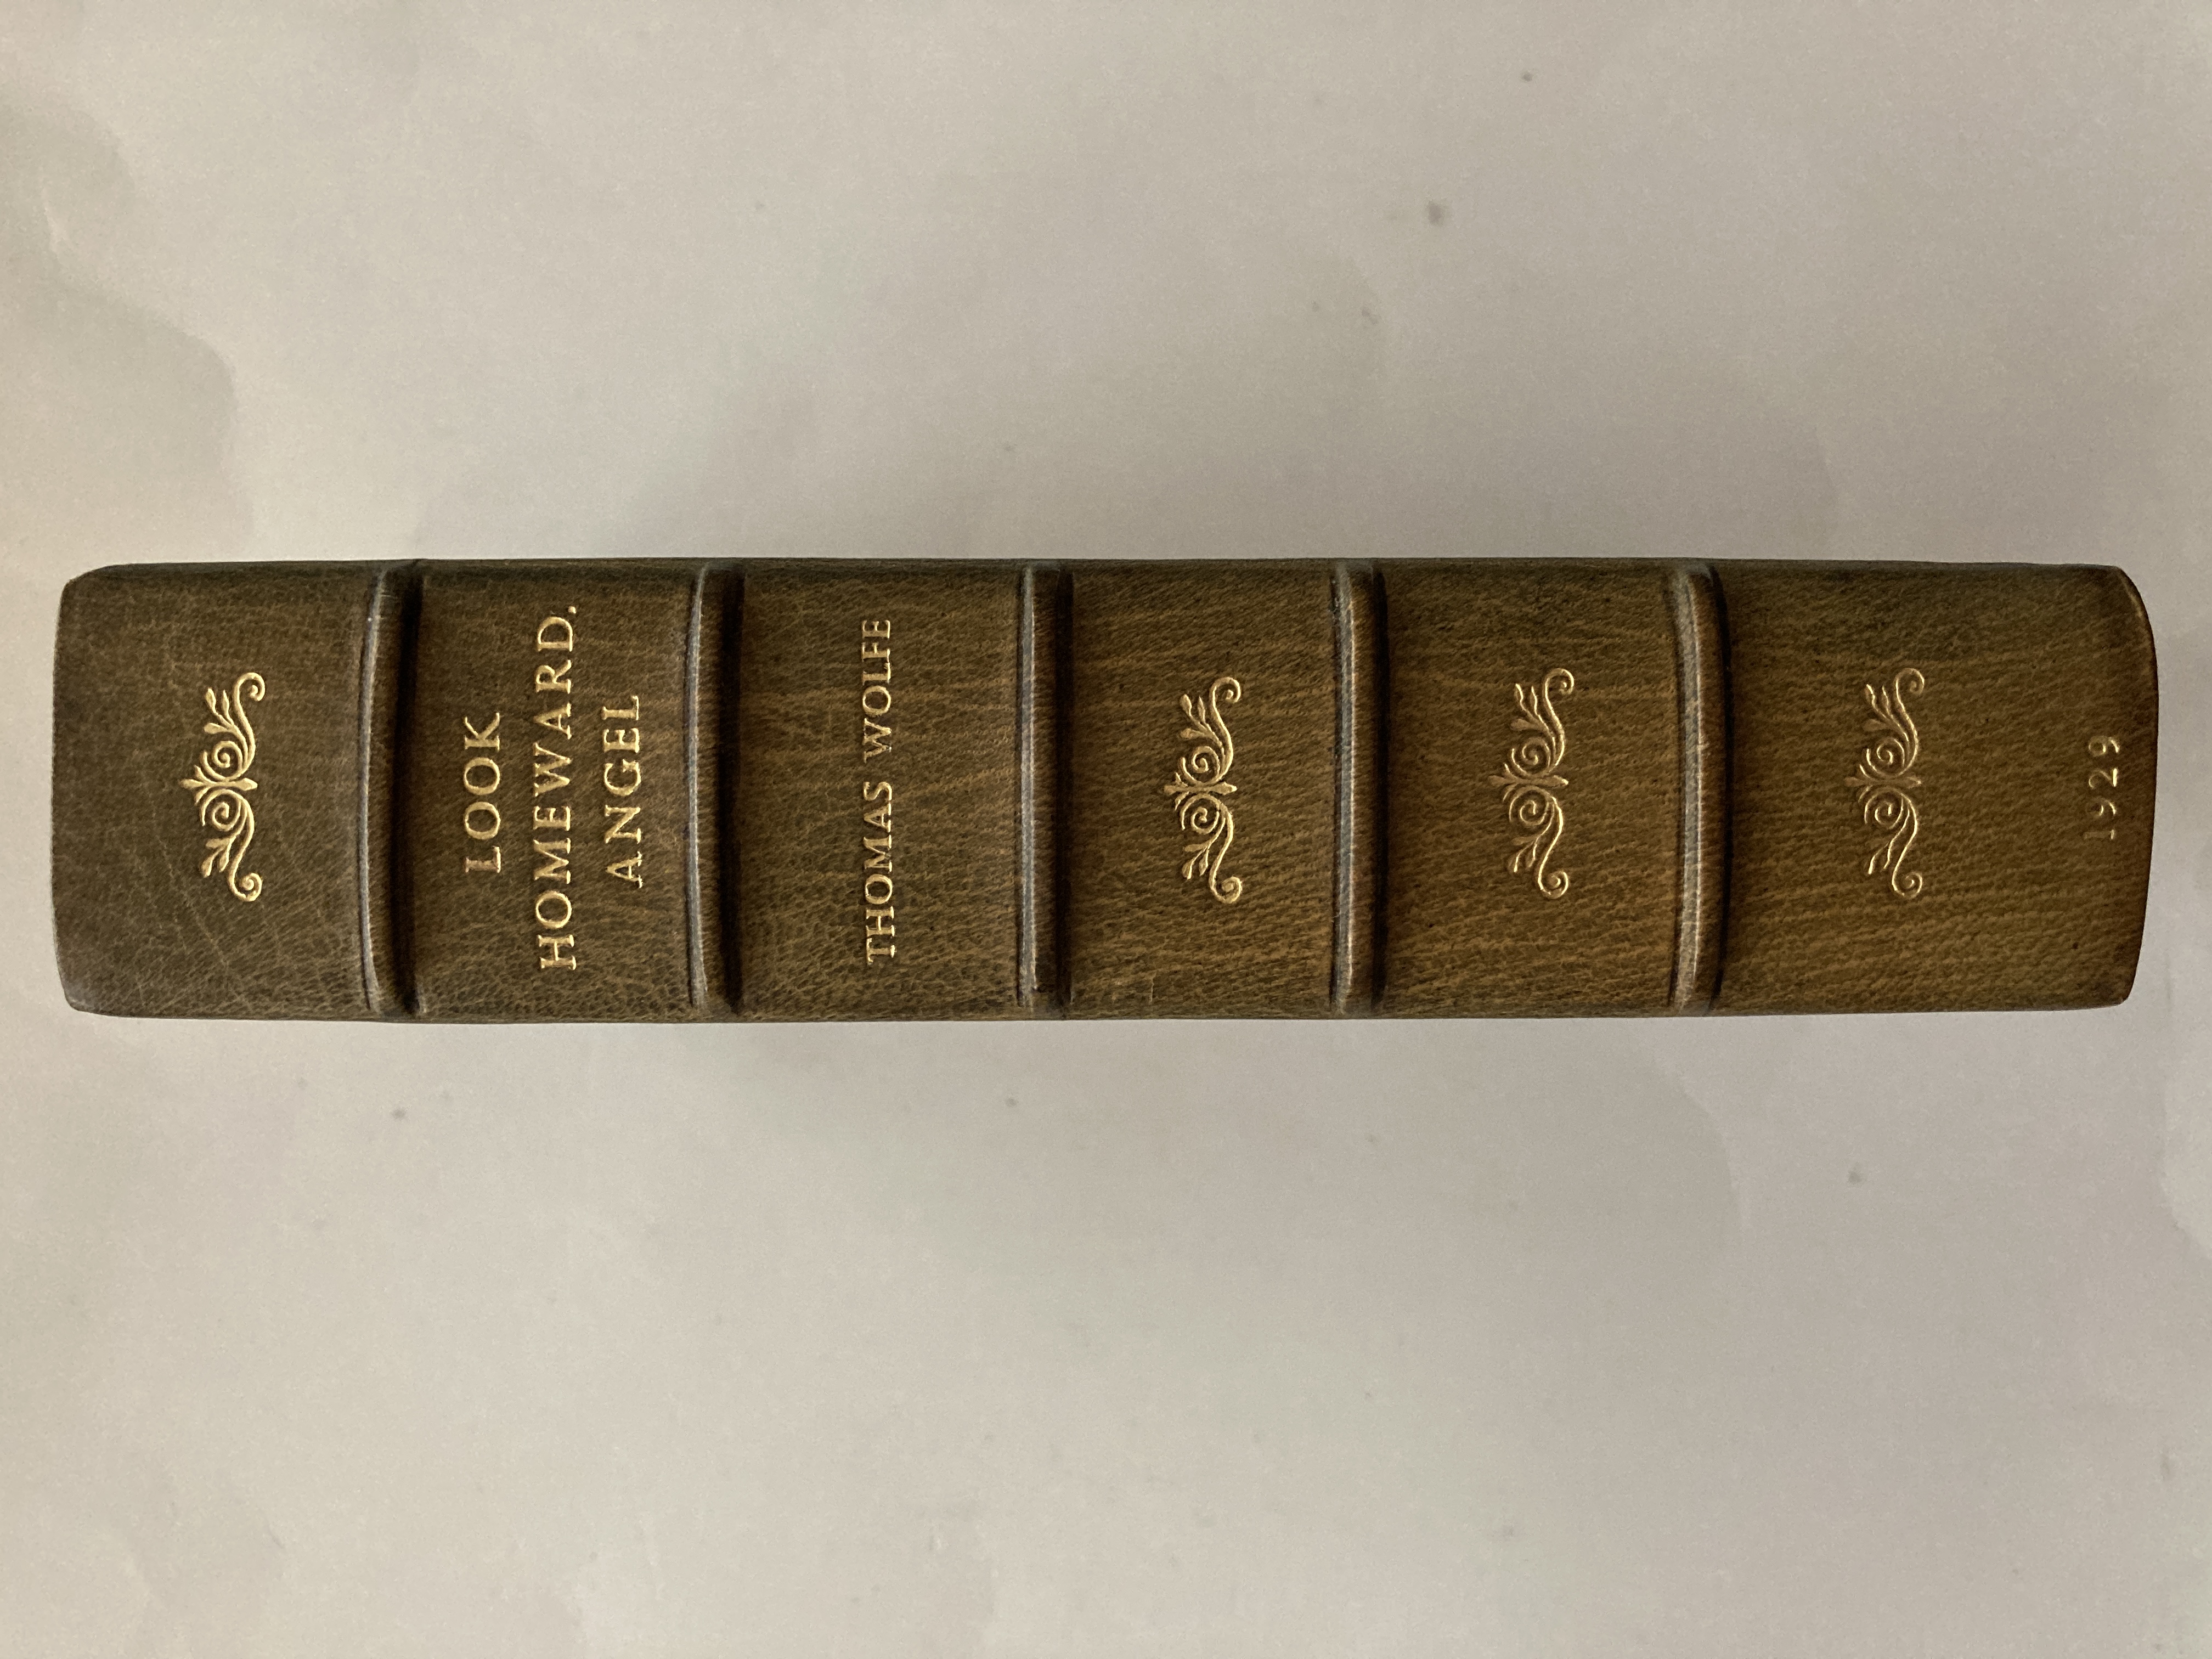 LOOK
HOMEWARD,
ANGEL
THOMAS WOLFE
1929